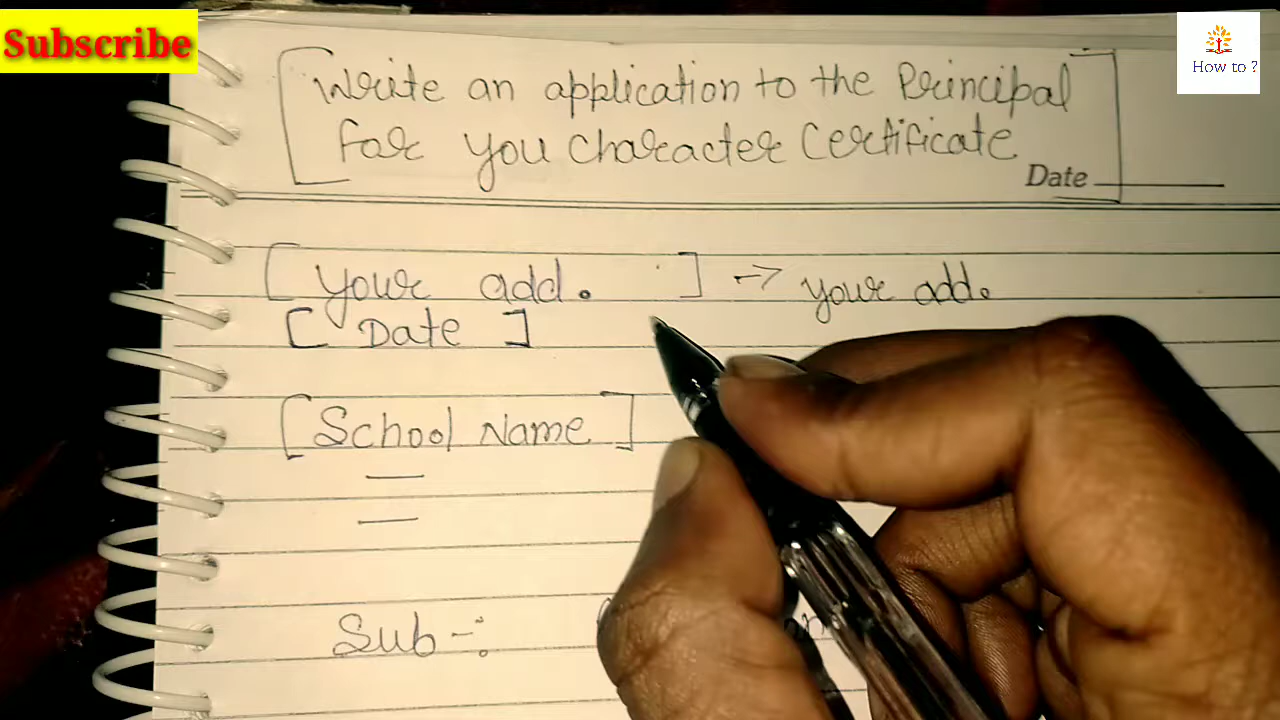 Subscribe
How to ?
Write an application to the Principal
for you character certificate
Date
[ your add. ] -> your add.
[ Date ]
[School Name]
Sub -: